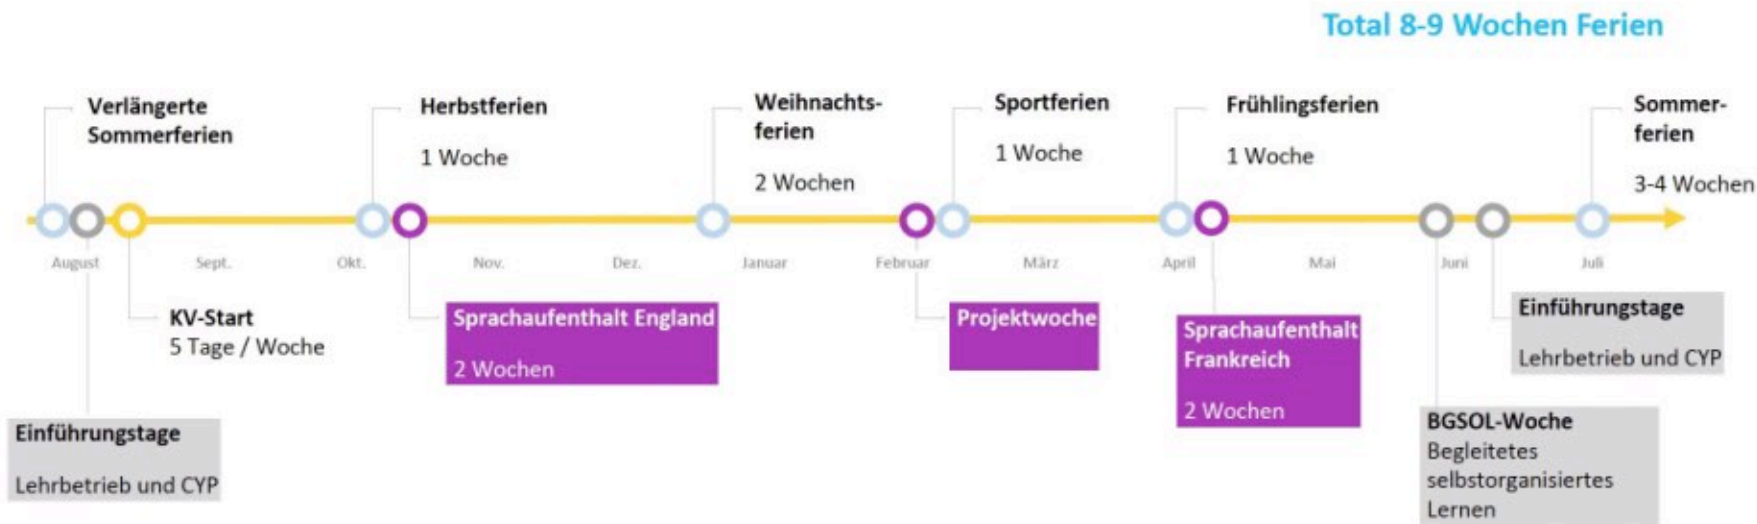 Total 8-9 Wochen Ferien
Verlängerte
Sommerferien
Herbstferien
1 Woche
Weihnachts-
ferien
2 Wochen
Sportferien
1 Woche
Frühlingsferien
1 Woche
Sommer-
ferien
3-4 Wochen
August
Sept.
Okt.
Nov.
Dez.
Januar
Februar
März
April
Mai
Juni
Juli
KV-Start
5 Tage / Woche
Sprachaufenthalt England
2 Wochen
Projektwoche
Sprachaufenthalt
Frankreich
2 Wochen
Einführungstage
Lehrbetrieb und CYP
Einführungstage
Lehrbetrieb und CYP
BGSOL-Woche
Begleitetes
selbstorganisiertes
Lernen